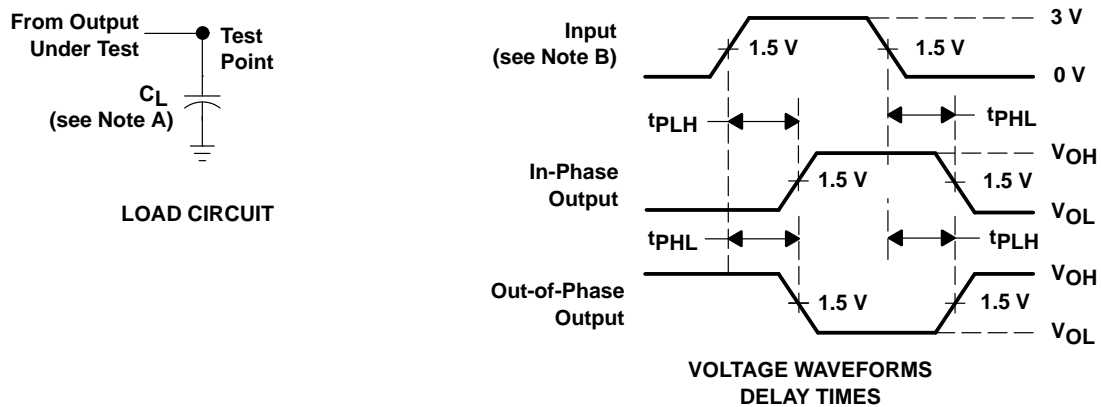 From Output
Under Test
Test
Point
CL
(see Note A)
LOAD CIRCUIT
Input
(see Note B)
1.5 V
1.5 V
3 V
0 V
tPLH
tPHL
In-Phase
Output
1.5 V
1.5 V
VOH
VOL
tPHL
tPLH
Out-of-Phase
Output
1.5 V
1.5 V
VOH
VOL
VOLTAGE WAVEFORMS
DELAY TIMES